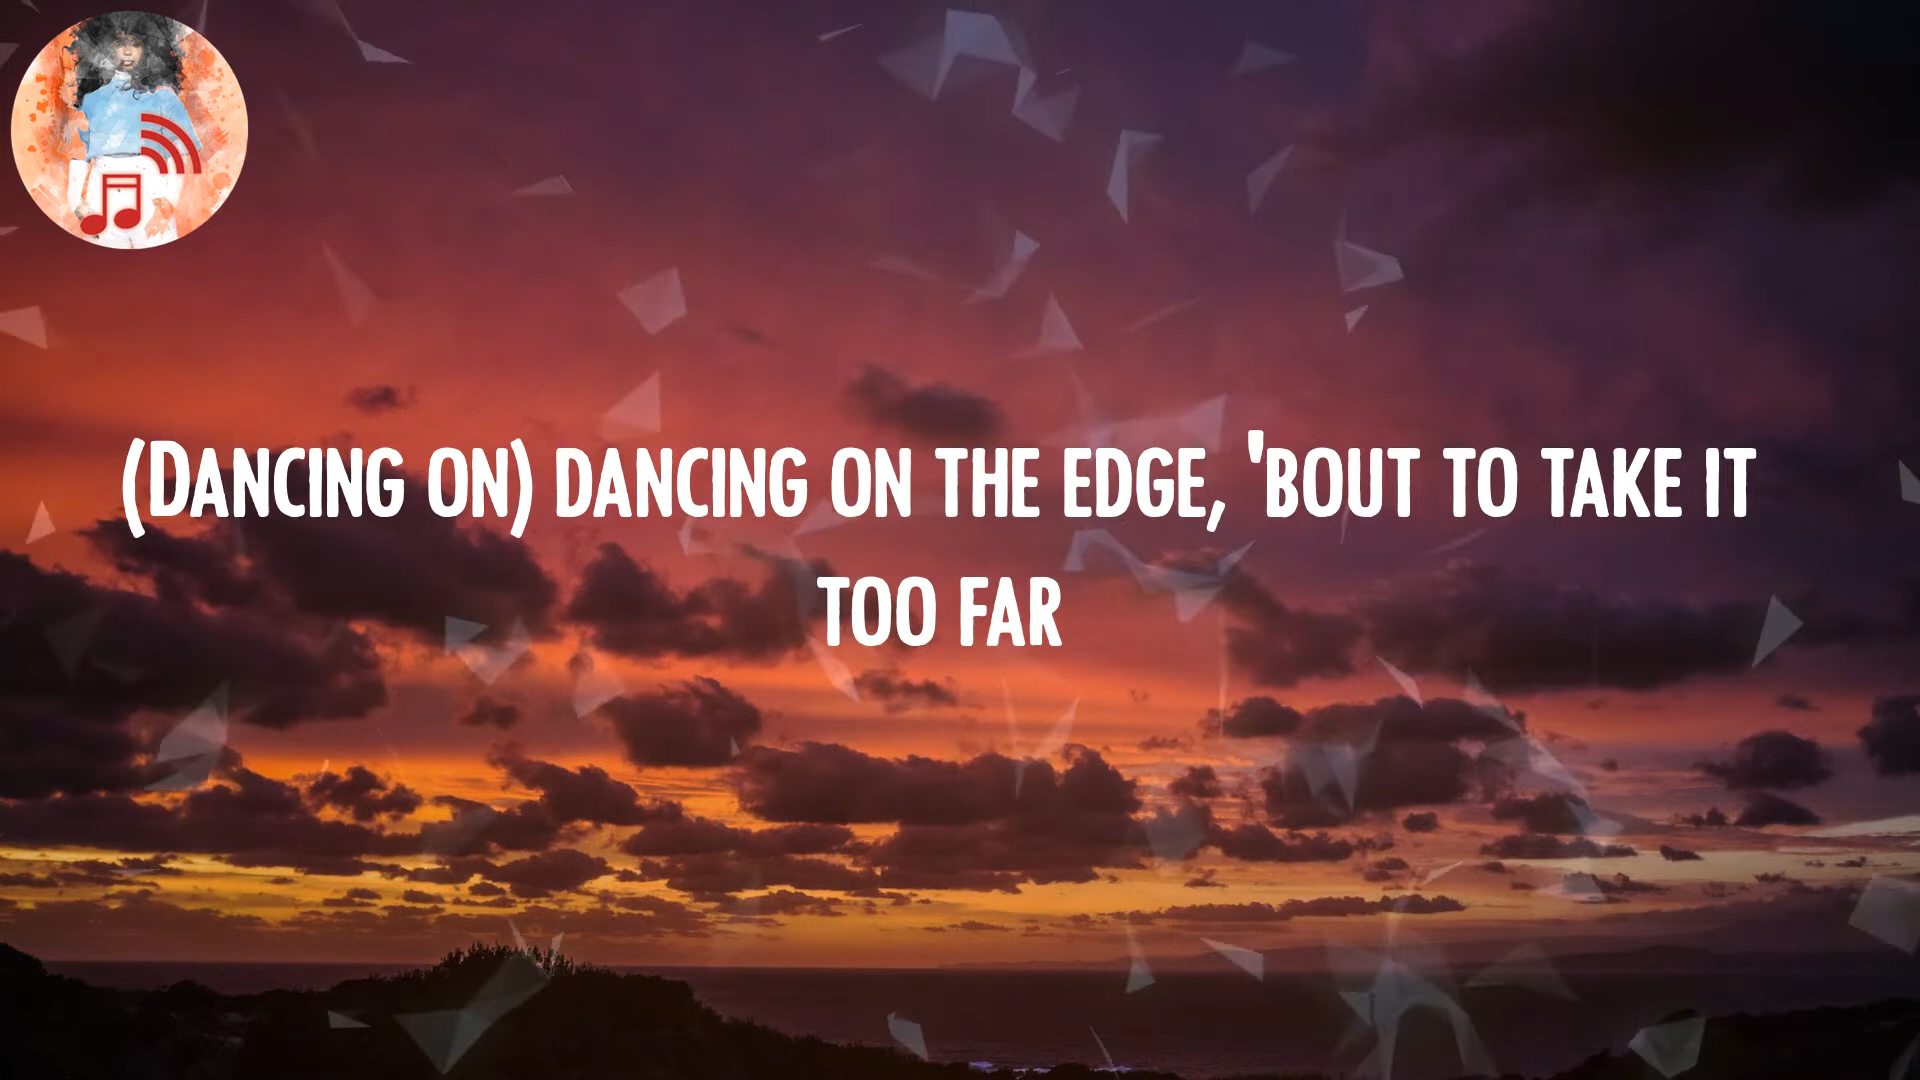 (Dancing on) dancing on the edge, 'bout to take it
too far